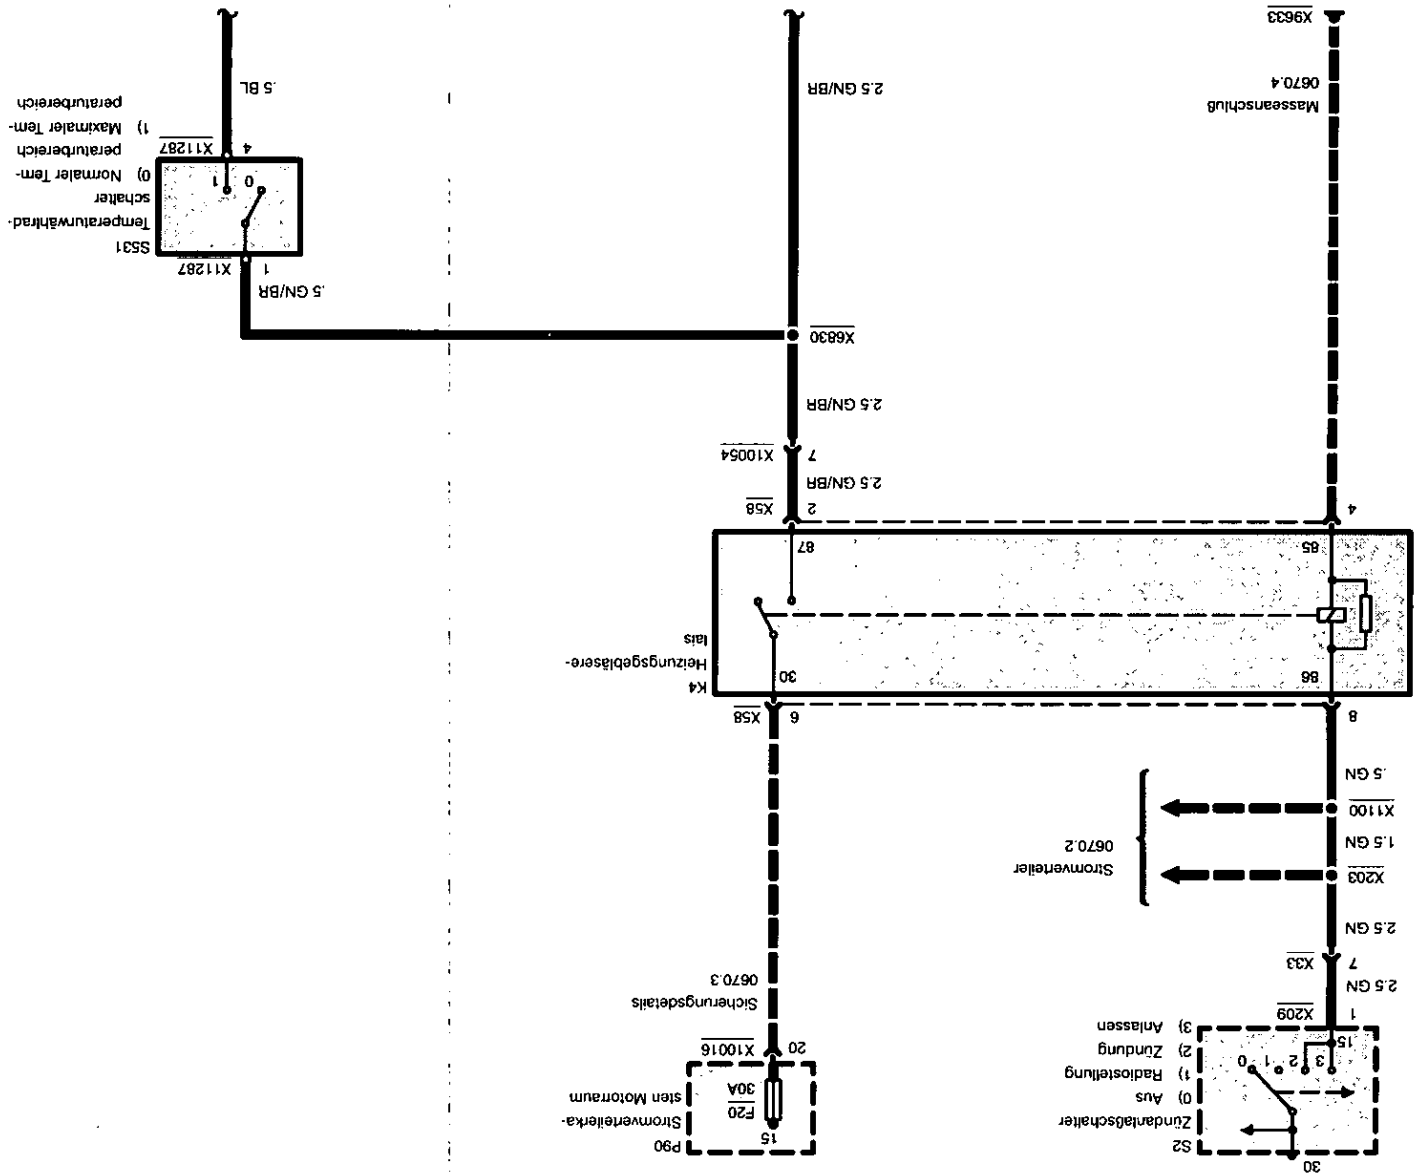 30
S2
Zündanlaßschalter
0) Aus
1) Radiostellung
2) Zündung
3) Anlassen
3 2 1 0
15
1 X209
2.5 GN
7 X33
2.5 GN
X203
1.5 GN
X1100
.5 GN
Stromverteiler
0670.2
P90
Stromverteilerka-
sten Motorraum
15
F20
30A
20 X10016
Sicherungsdetails
0670.3
8
6 X58
86
30
K4
Heizungsgebläsere-
lais
85
87
4
2 X58
2.5 GN/BR
7 X10054
2.5 GN/BR
X6830
.5 GN/BR
1 X11287
S531
Temperaturwählrad-
schalter
0) Normaler Tem-
peraturbereich
1) Maximaler Tem-
peraturbereich
0 1
4 X11287
.5 BL
2.5 GN/BR
Masseanschluß
0670.4
X9633